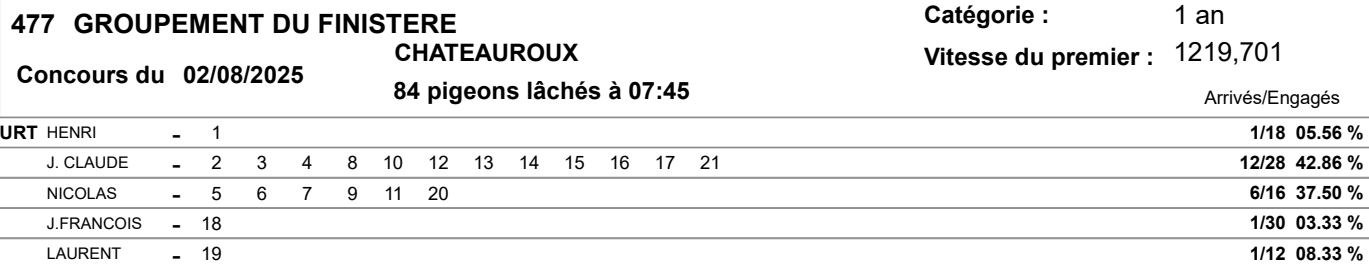 477 GROUPEMENT DU FINISTERE
Catégorie : 1 an
CHATEAUROUX
Vitesse du premier : 1219,701
Concours du 02/08/2025
84 pigeons lâchés à 07:45
Arrivés/Engagés
URT HENRI - 1 1/18 05.56 %
J. CLAUDE - 2 3 4 8 10 12 13 14 15 16 17 21 12/28 42.86 %
NICOLAS - 5 6 7 9 11 20 6/16 37.50 %
J.FRANCOIS - 18 1/30 03.33 %
LAURENT - 19 1/12 08.33 %